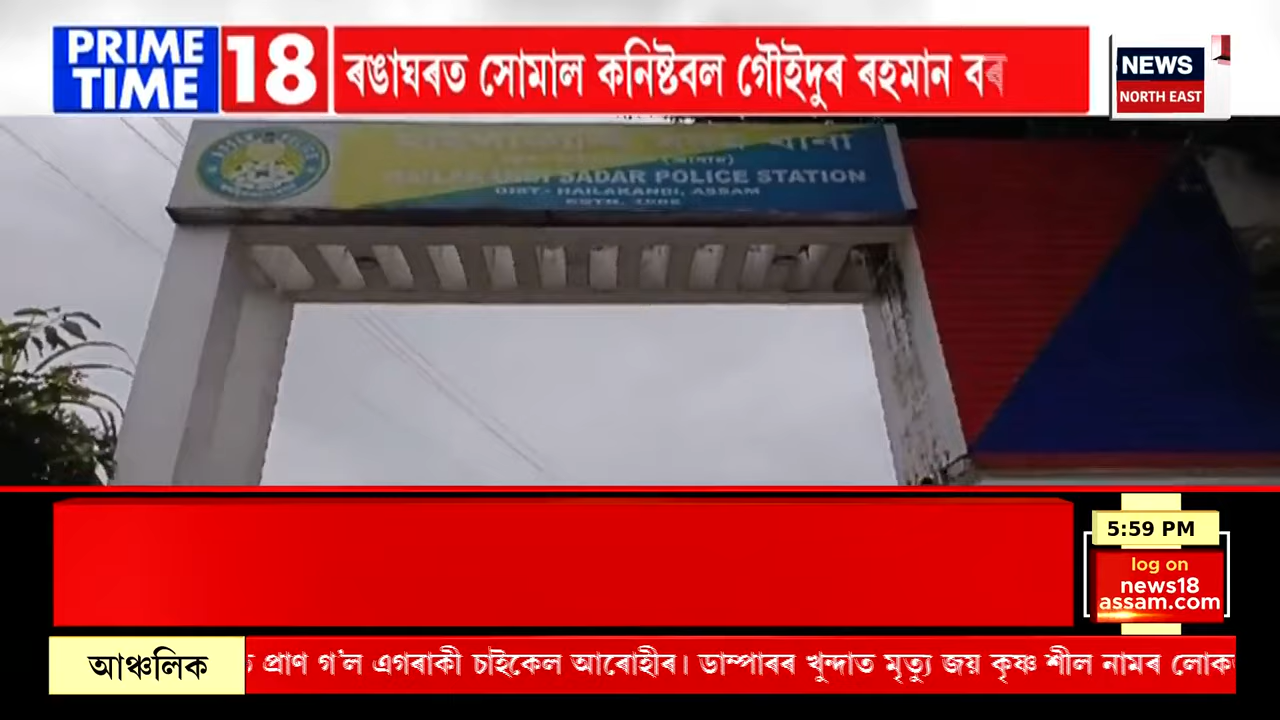 PRIME
TIME
18
ৰঙাঘৰত সোমাল কনিষ্টবল গৌইদুৰ ৰহমান
NEWS
NORTH EAST
SADAR POLICE STATION
DIST.- HAILAKANDI, ASSAM
5:59 PM
log on
news18
assam.com
আঞ্চলিক
প্ৰাণ গ'ল এগৰাকী চাইকেল আৰোহীৰ। ডাম্পাৰৰ খুন্দাত মৃত্যু জয় কৃষ্ণ শীল নামৰ